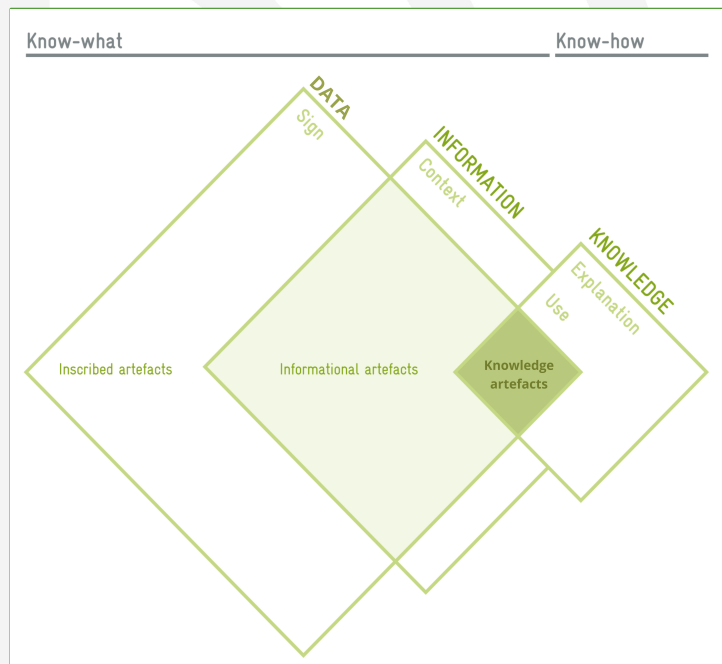 Know-what
Know-how
DATA
Sign
INFORMATION
Context
KNOWLEDGE
Explanation
Use
Inscribed artefacts
Informational artefacts
Knowledge
artefacts